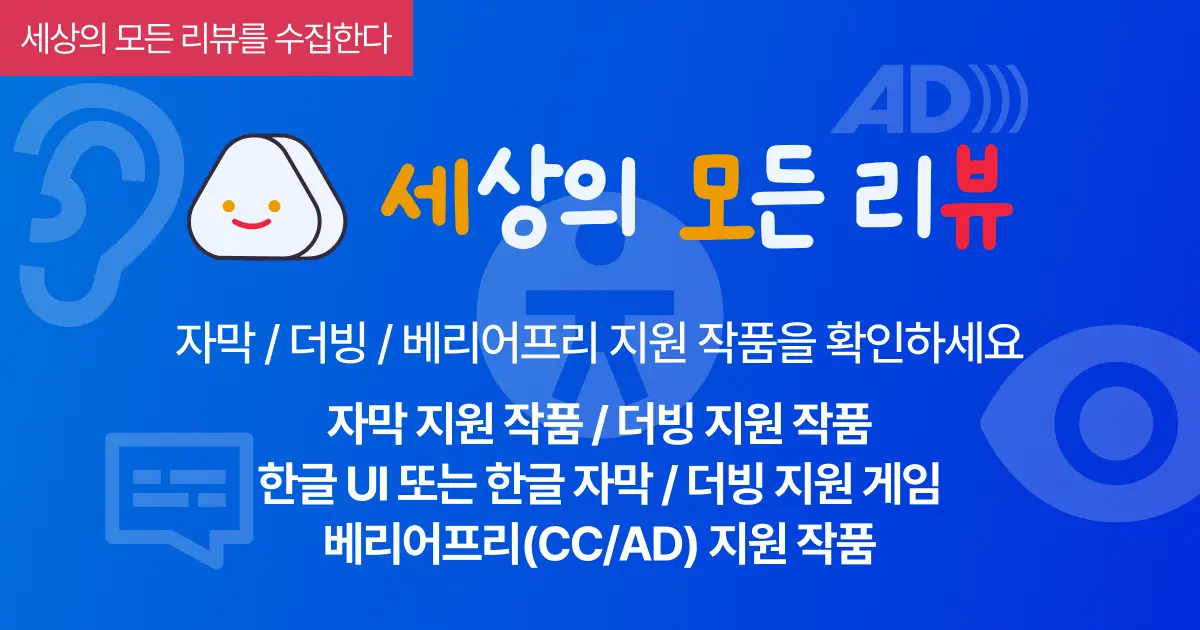 세상의 모든 리뷰를 수집한다
AD
세상의 모든 리뷰
자막 / 더빙 / 베리어프리 지원 작품을 확인하세요
자막 지원 작품 / 더빙 지원 작품
한글 UI 또는 한글 자막 / 더빙 지원 게임
베리어프리(CC/AD) 지원 작품